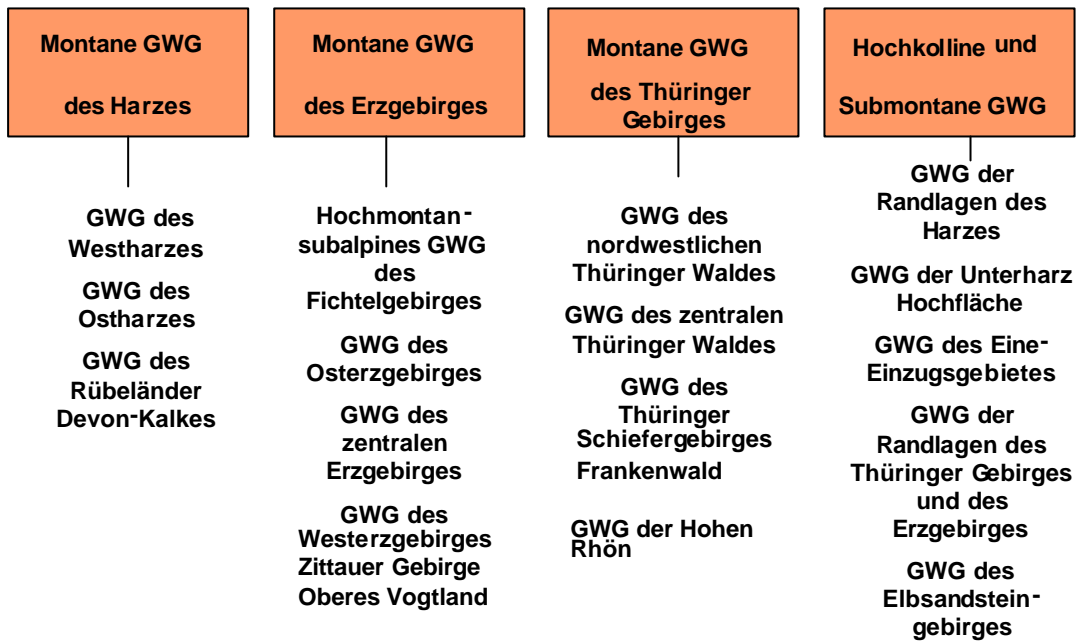 Montane GWG
des Harzes
GWG des
Westharzes
GWG des
Ostharzes
GWG des
Rübeländer
Devon-Kalkes
Montane GWG
des Erzgebirges
Hochmontan-
subalpines GWG
des
Fichtelgebirges
GWG des
Osterzgebirges
GWG des
zentralen
Erzgebirges
GWG des
Westerzgebirges
Zittauer Gebirge
Oberes Vogtland
Montane GWG
des Thüringer
Gebirges
GWG des
nordwestlichen
Thüringer Waldes
GWG des zentralen
Thüringer Waldes
GWG des
Thüringer
Schiefergebirges
Frankenwald
GWG der Hohen
Rhön
Hochkolline und
Submontane GWG
GWG der
Randlagen des
Harzes
GWG der Unterharz
Hochfläche
GWG des Eine-
Einzugsgebietes
GWG der
Randlagen des
Thüringer Gebirges
und des
Erzgebirges
GWG des
Elbsandstein-
gebirges